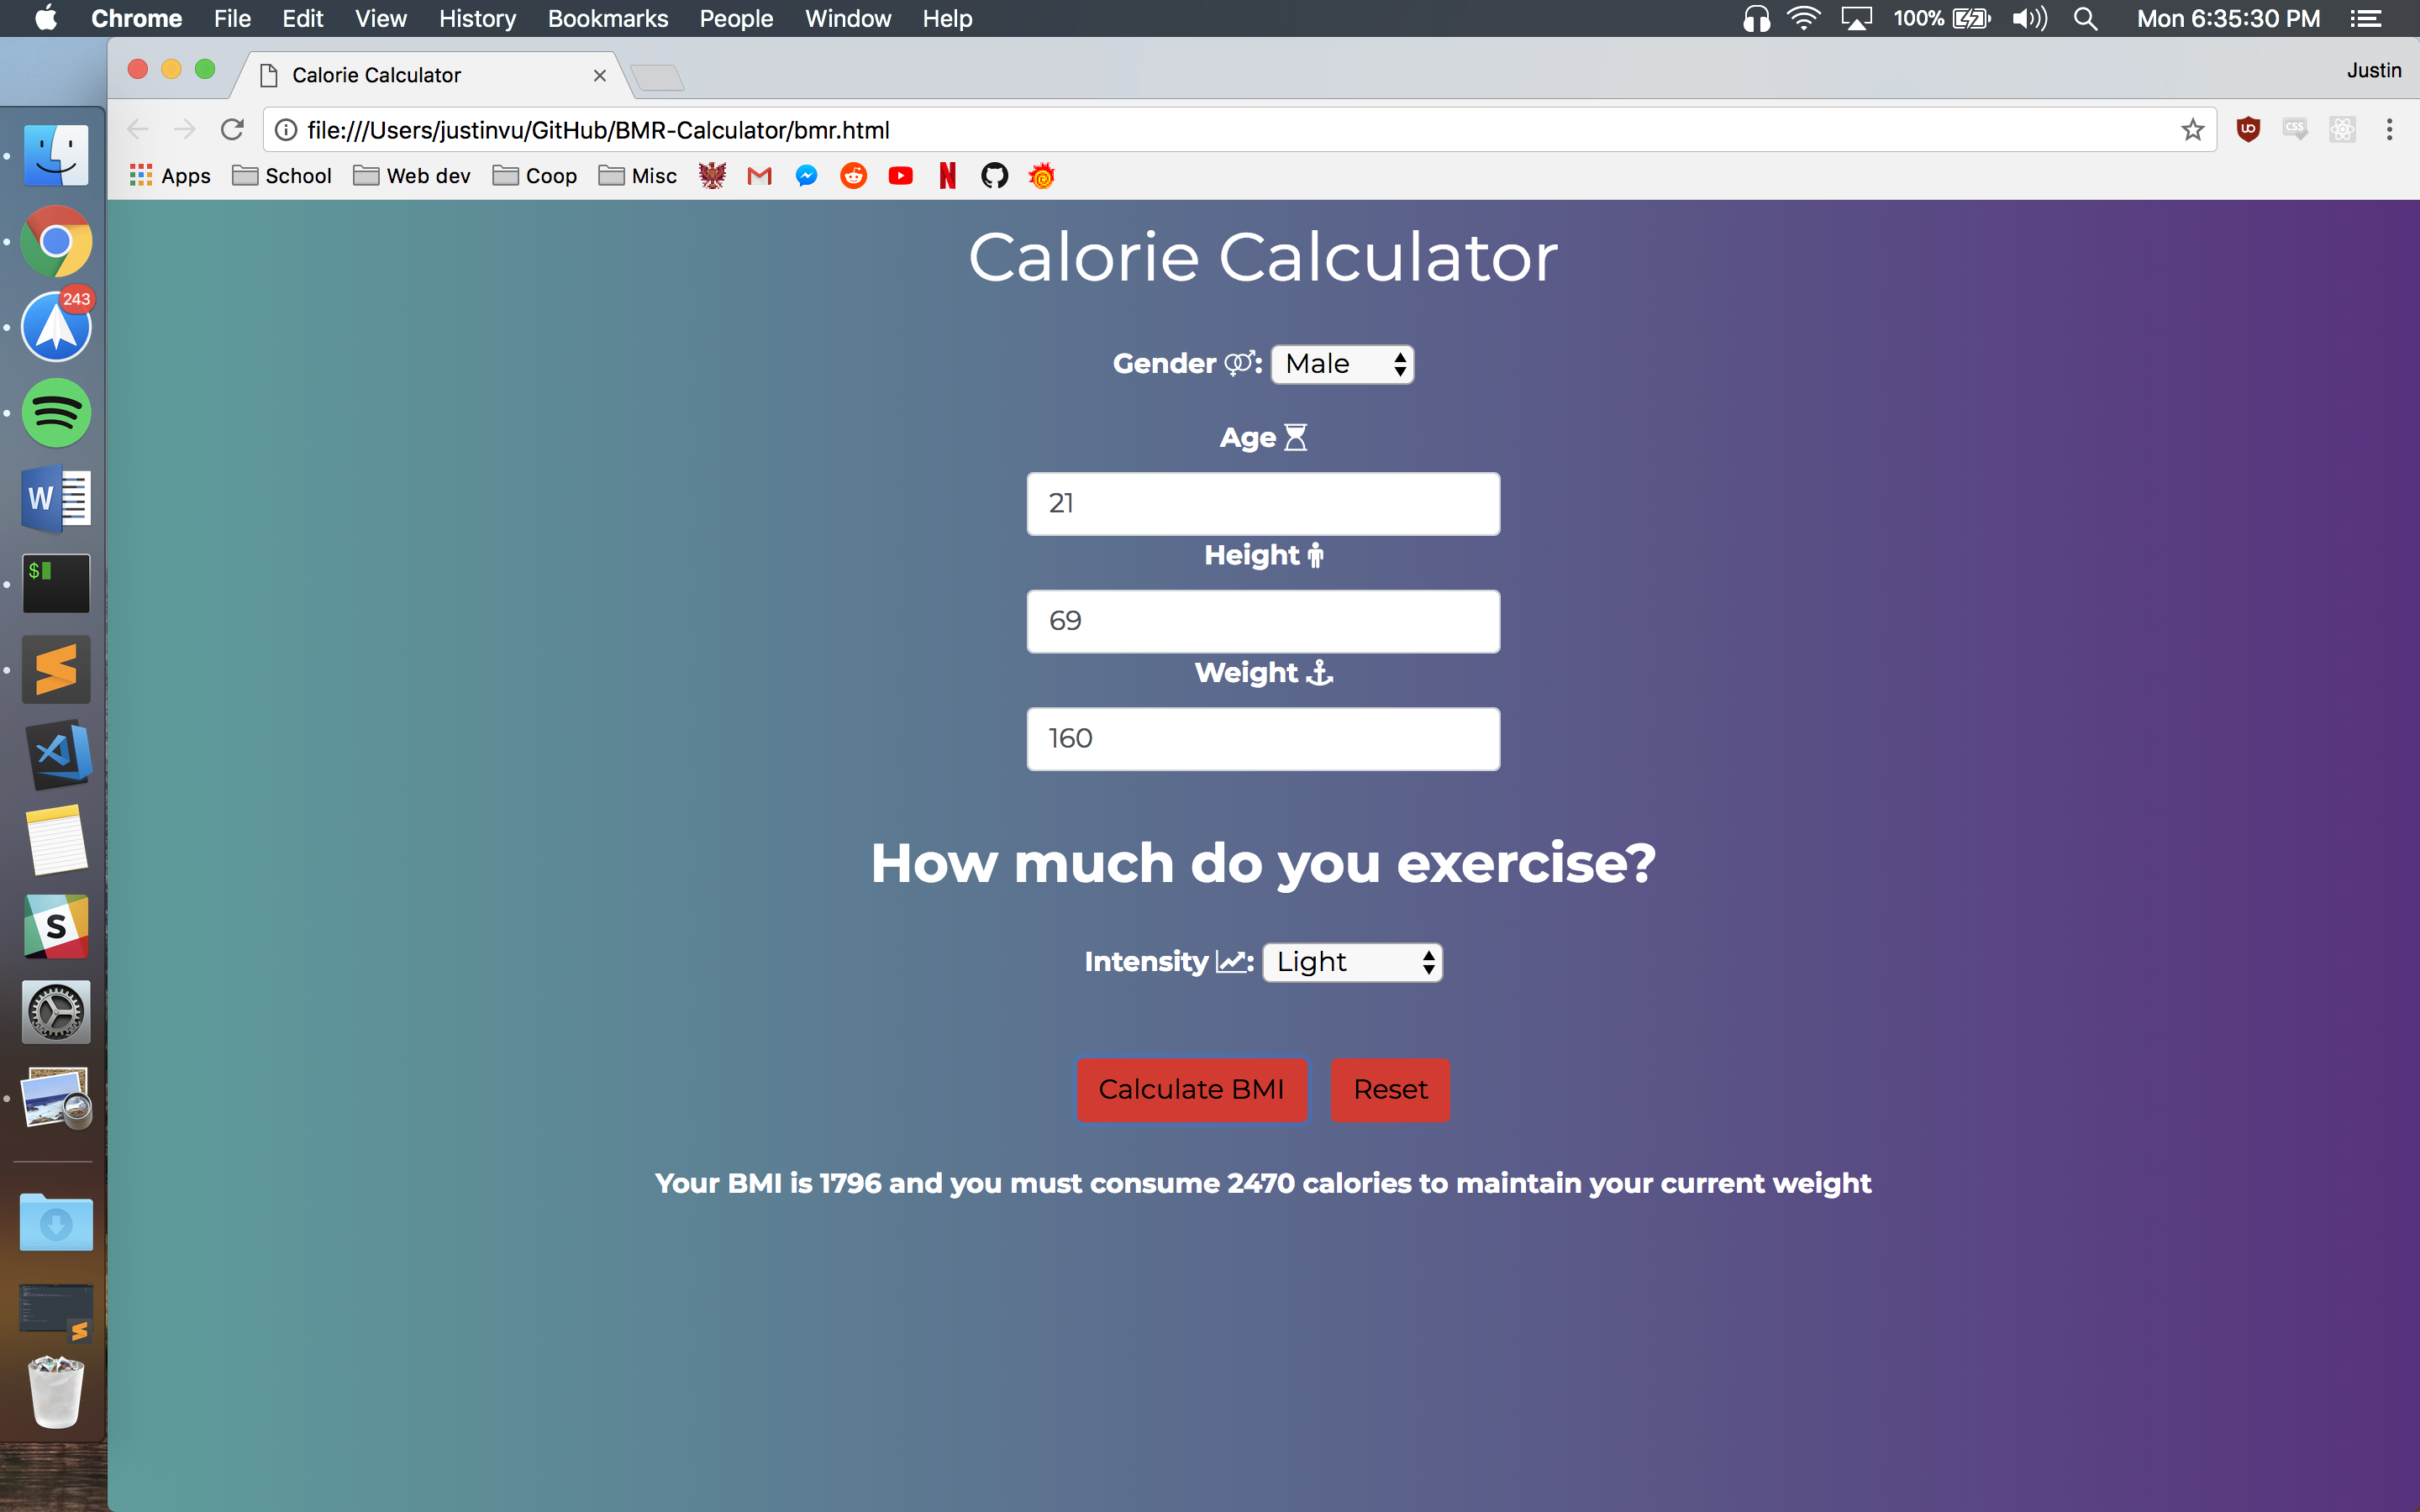 Chrome File Edit View History Bookmarks People Window Help 100% Mon 6:35:30 PM
Calorie Calculator Justin
file:///Users/justinvu/GitHub/BMR-Calculator/bmr.html UO CSS
Apps School Web dev Coop Misc N
243
W
$
S
Calorie Calculator
Gender : Male
Age
21
Height
69
Weight
160
How much do you exercise?
Intensity : Light
Calculate BMI Reset
Your BMI is 1796 and you must consume 2470 calories to maintain your current weight